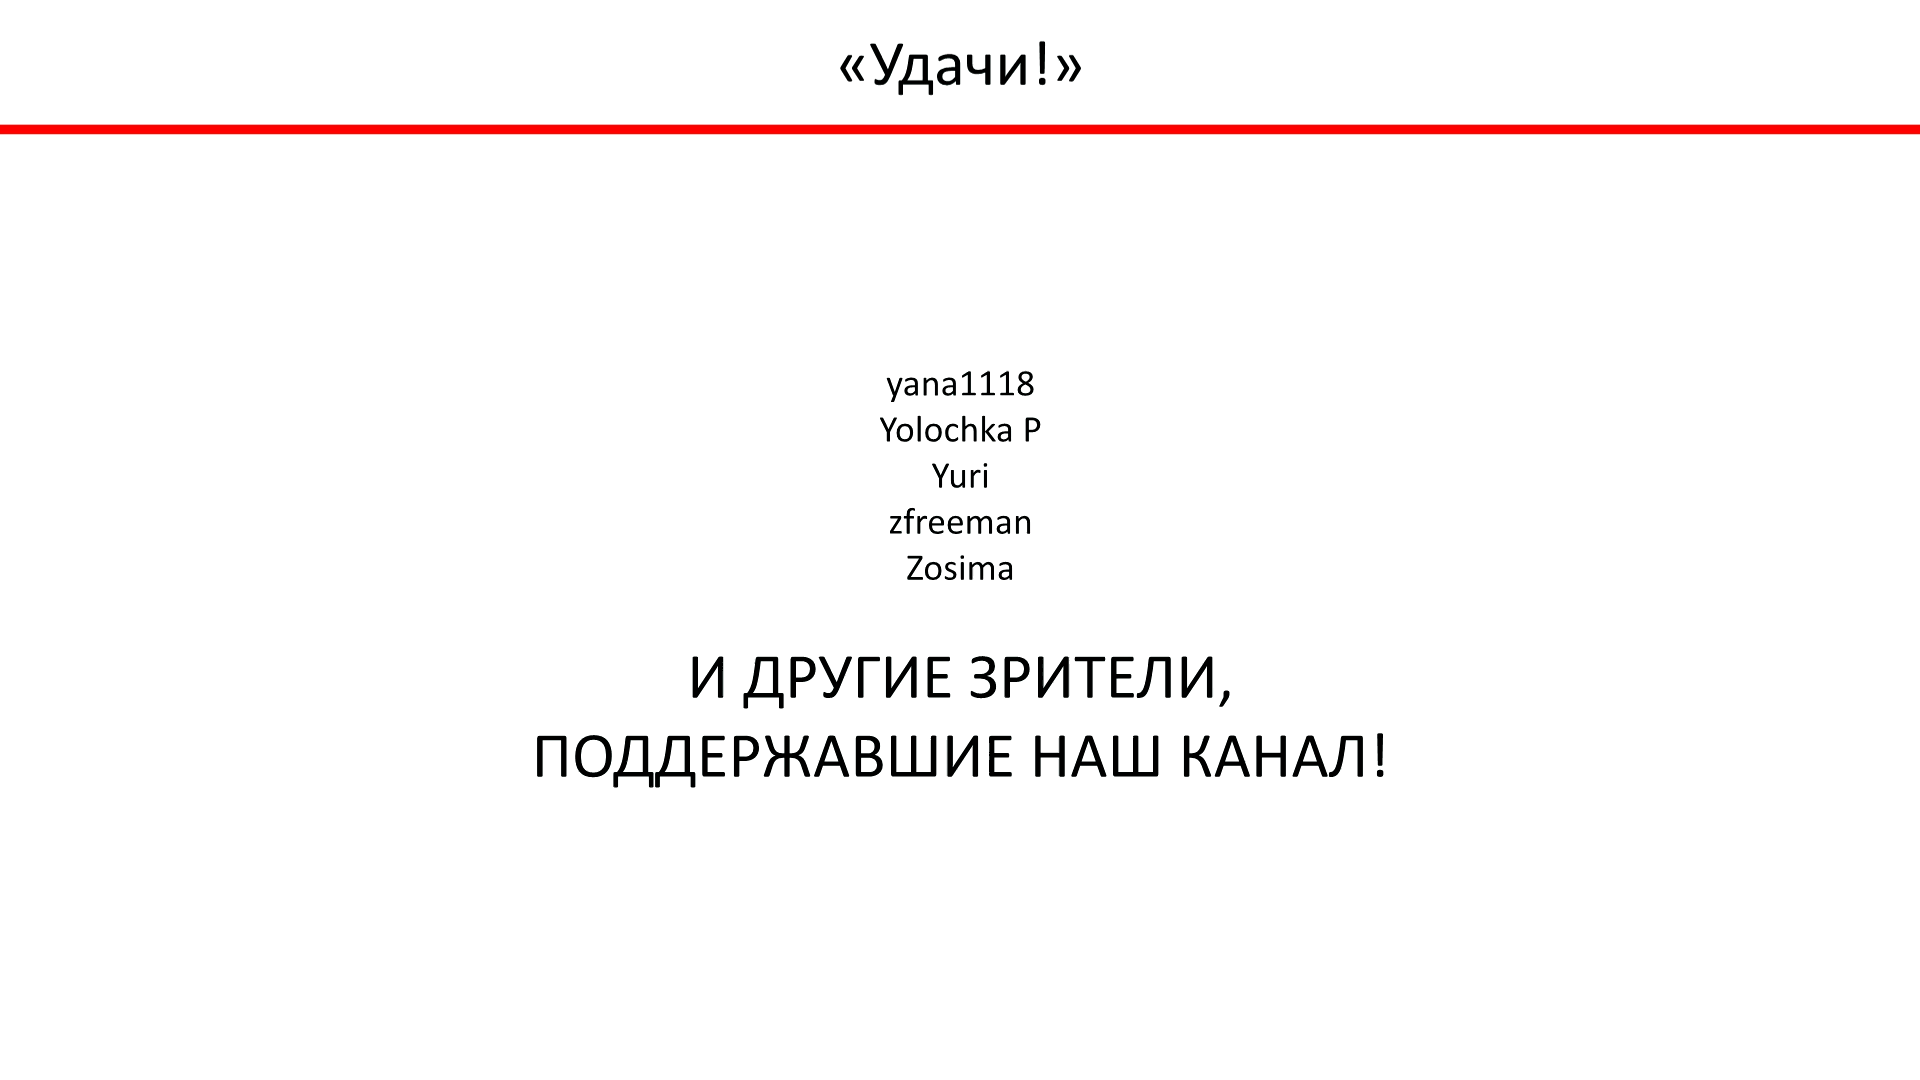 «Удачи!»
yana1118
Yolochka P
Yuri
zfreeman
Zosima
И ДРУГИЕ ЗРИТЕЛИ,
ПОДДЕРЖАВШИЕ НАШ КАНАЛ!